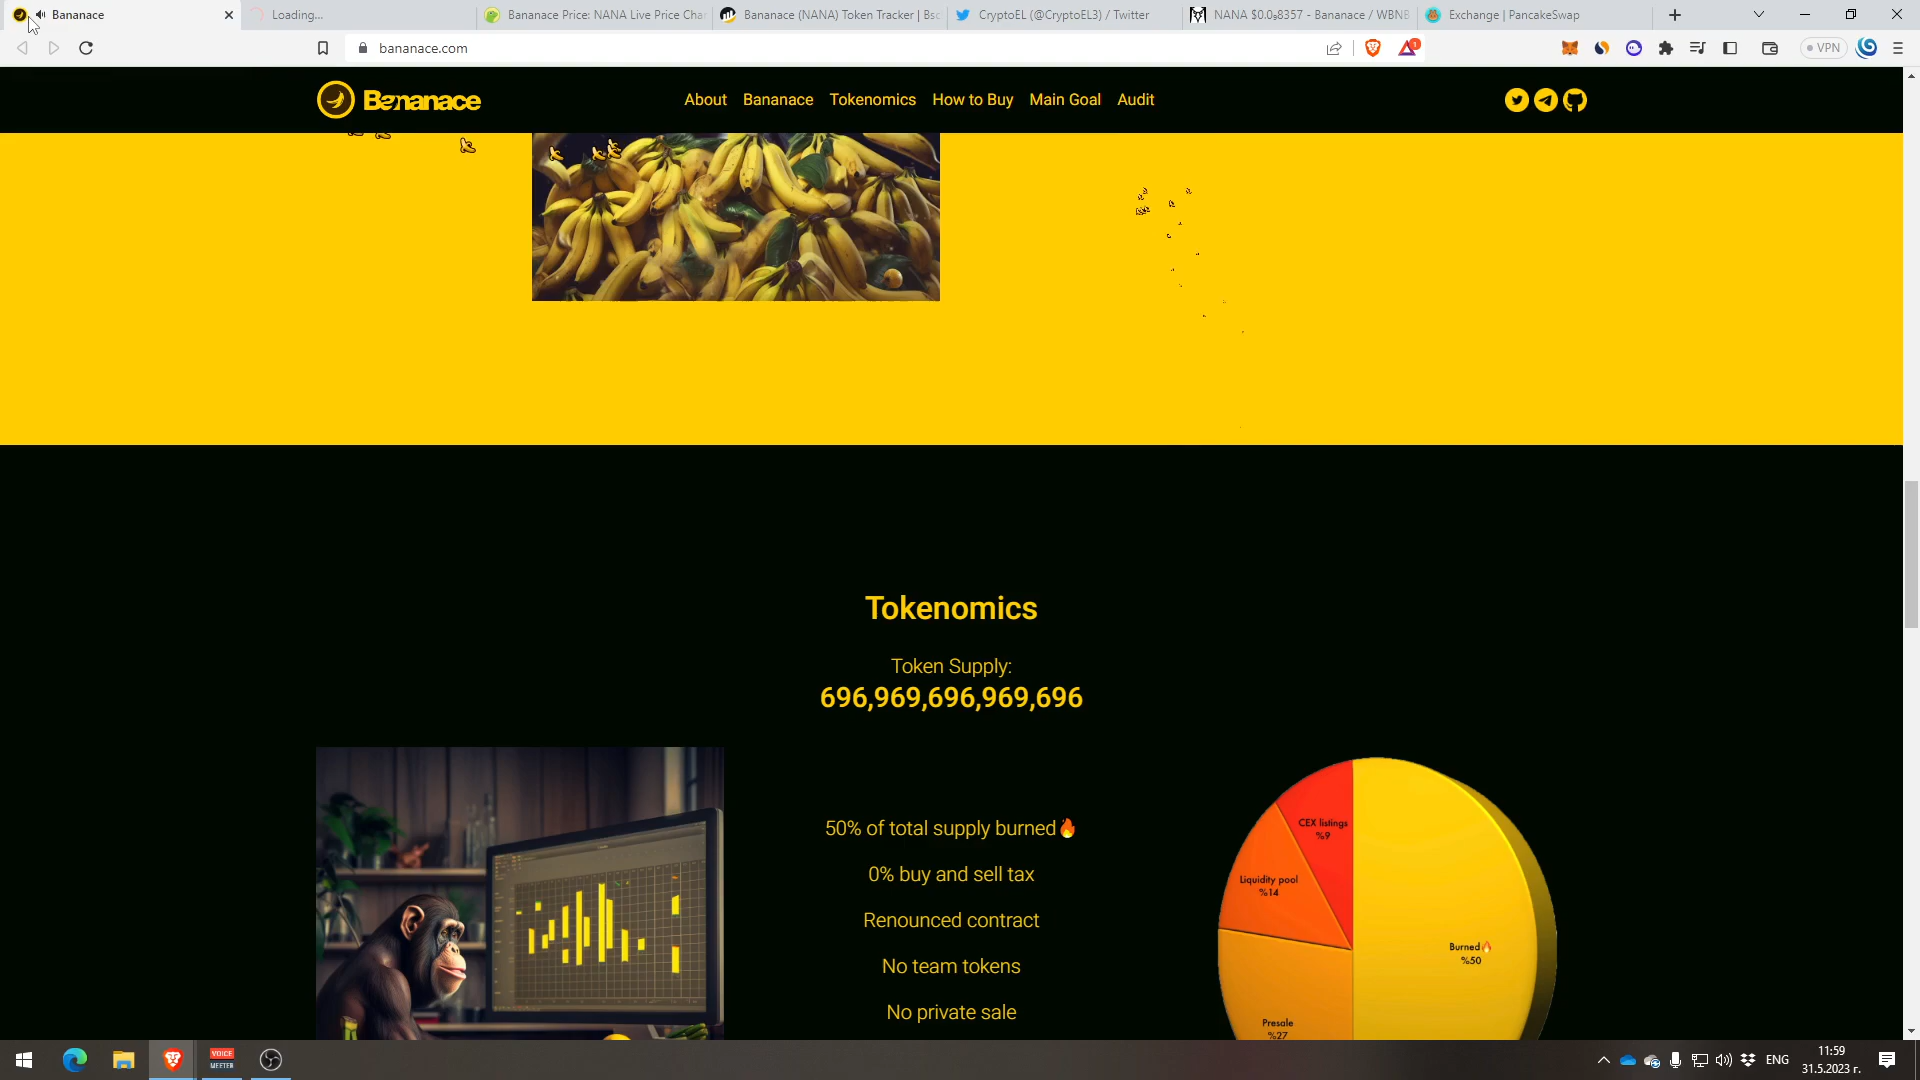 Bananace
Loading...
Bananace Price: NANA Live Price Char
Bananace (NANA) Token Tracker | Bsc
CryptoEL (@CryptoEL3) / Twitter
NANA $0.0₈8357 - Bananace / WBNB
Exchange | PancakeSwap
bananace.com
1
VPN
Bananace
About
Bananace
Tokenomics
How to Buy
Main Goal
Audit
Tokenomics
Token Supply:
696,969,696,969,696
50% of total supply burned🔥
0% buy and sell tax
Renounced contract
No team tokens
No private sale
CEX listings
%9
Liquidity pool
%14
Burned🔥
%50
Presale
%27
VOICE
MEETER
ENG
11:59
31.5.2023 г.